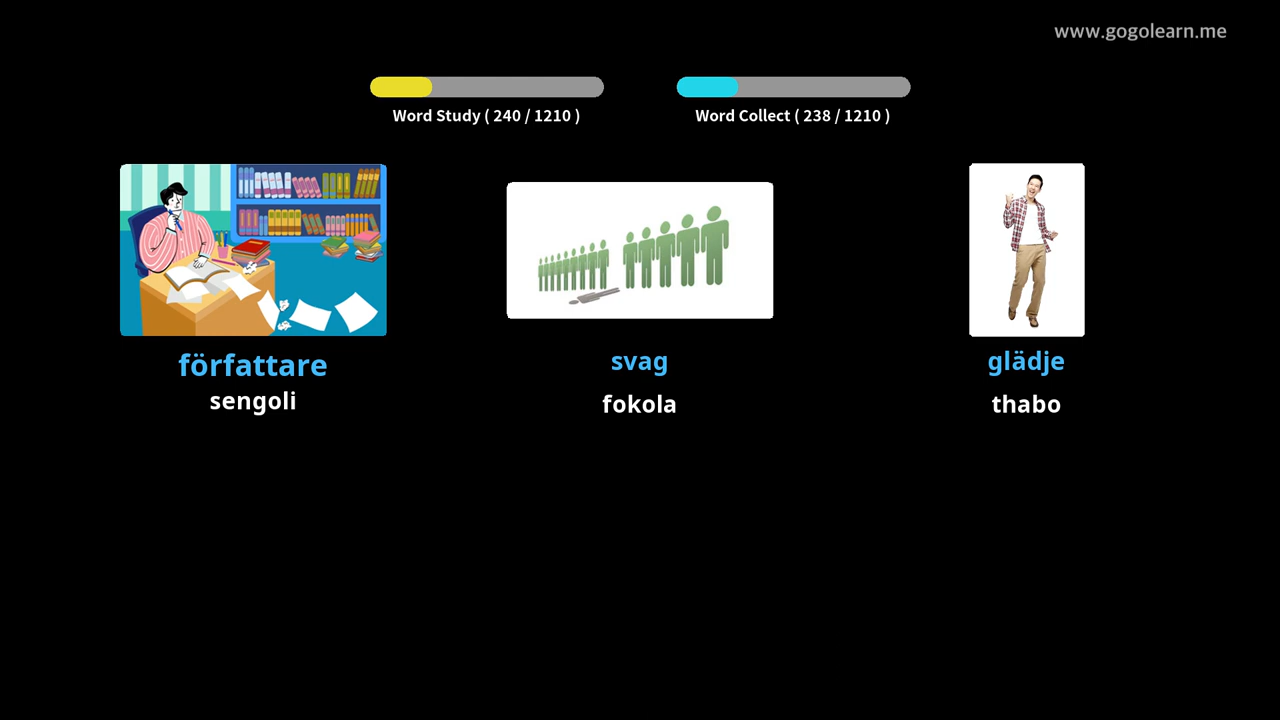 www.gogolearn.me
Word Study ( 240 / 1210 )
Word Collect ( 238 / 1210 )
författare
sengoli
svag
fokola
glädje
thabo